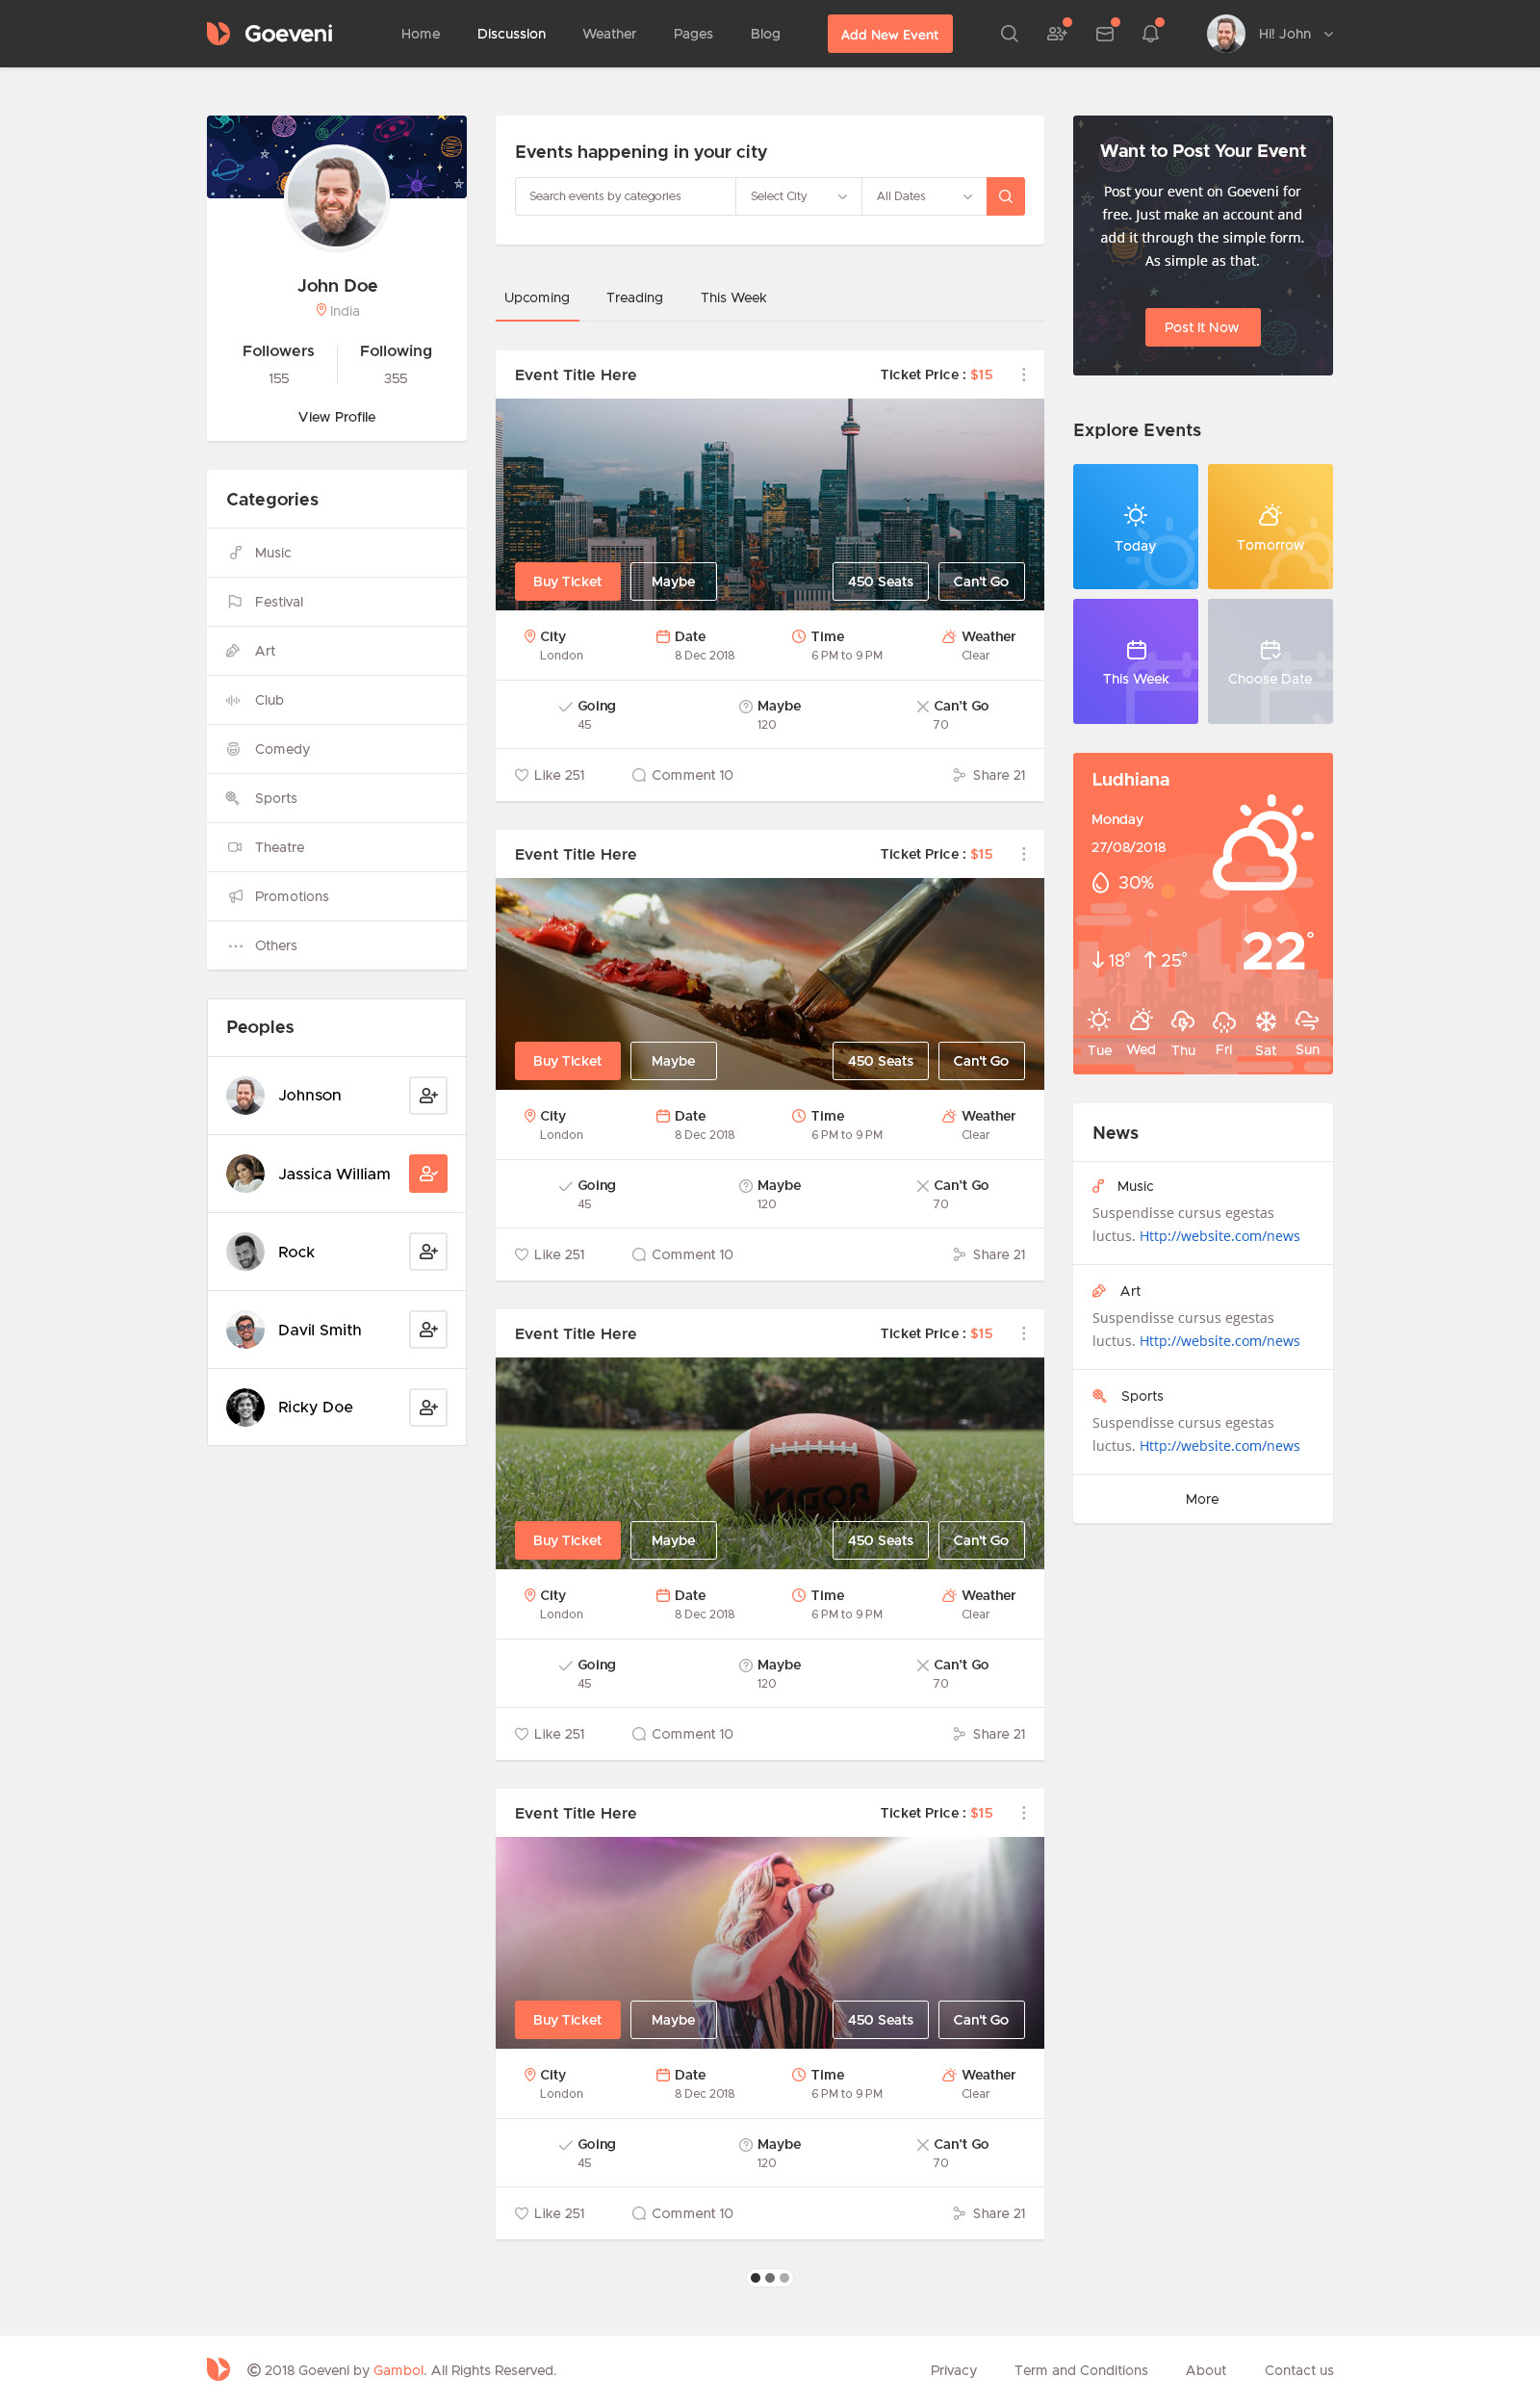 Goeveni
Home Discussion Weather Pages Blog Add New Event Hi! John
John Doe
India
Followers Following
155 355
View Profile
Categories
Music
Festival
Art
Club
Comedy
Sports
Theatre
Promotions
Others
Peoples
Johnson
Jassica William
Rock
Davil Smith
Ricky Doe
Events happening in your city
Search events by categories Select City All Dates
Upcoming Treading This Week
Event Title Here Ticket Price : $15
Buy Ticket Maybe 450 Seats Can't Go
City Date Time Weather
London 8 Dec 2018 6 PM to 9 PM Clear
Going Maybe Can't Go
45 120 70
Like 251 Comment 10 Share 21
Event Title Here Ticket Price : $15
Buy Ticket Maybe 450 Seats Can't Go
City Date Time Weather
London 8 Dec 2018 6 PM to 9 PM Clear
Going Maybe Can't Go
45 120 70
Like 251 Comment 10 Share 21
Event Title Here Ticket Price : $15
VIGOR
Buy Ticket Maybe 450 Seats Can't Go
City Date Time Weather
London 8 Dec 2018 6 PM to 9 PM Clear
Going Maybe Can't Go
45 120 70
Like 251 Comment 10 Share 21
Event Title Here Ticket Price : $15
Buy Ticket Maybe 450 Seats Can't Go
City Date Time Weather
London 8 Dec 2018 6 PM to 9 PM Clear
Going Maybe Can't Go
45 120 70
Like 251 Comment 10 Share 21
Want to Post Your Event
Post your event on Goeveni for
free. Just make an account and
add it through the simple form.
As simple as that.
Post It Now
Explore Events
Today Tomorrow
This Week Choose Date
Ludhiana
Monday
27/08/2018
30%
18° 25° 22°
Tue Wed Thu Fri Sat Sun
News
Music
Suspendisse cursus egestas
luctus. Http://website.com/news
Art
Suspendisse cursus egestas
luctus. Http://website.com/news
Sports
Suspendisse cursus egestas
luctus. Http://website.com/news
More
© 2018 Goeveni by Gambol. All Rights Reserved. Privacy Term and Conditions About Contact us